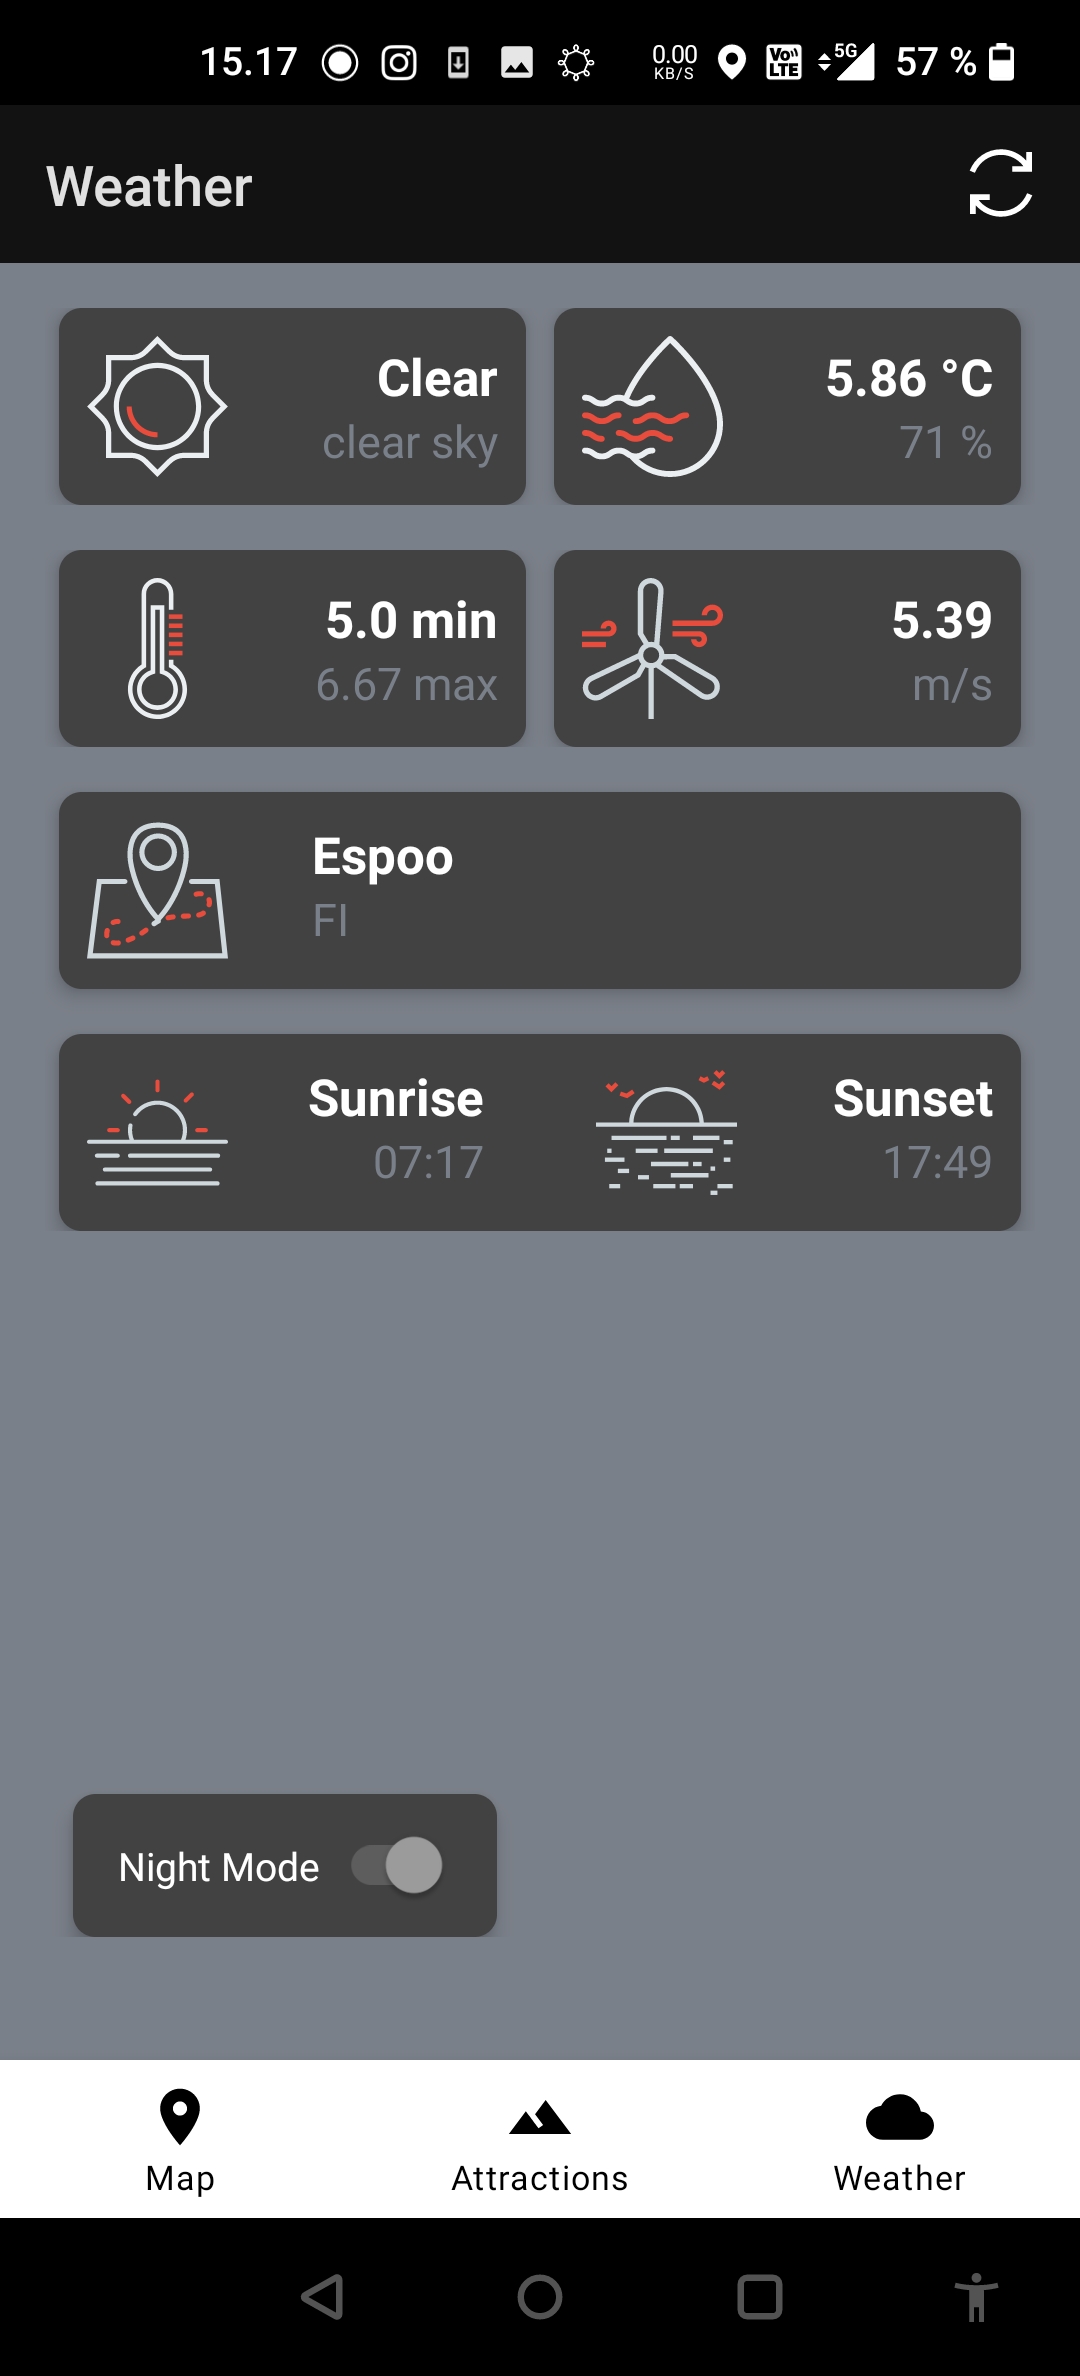 15.17 0.00 KB/S VoLTE 5G 57 %
Weather
Clear
clear sky
5.86 °C
71 %
5.0 min
6.67 max
5.39
m/s
Espoo
FI
Sunrise
07:17
Sunset
17:49
Night Mode
Map
Attractions
Weather